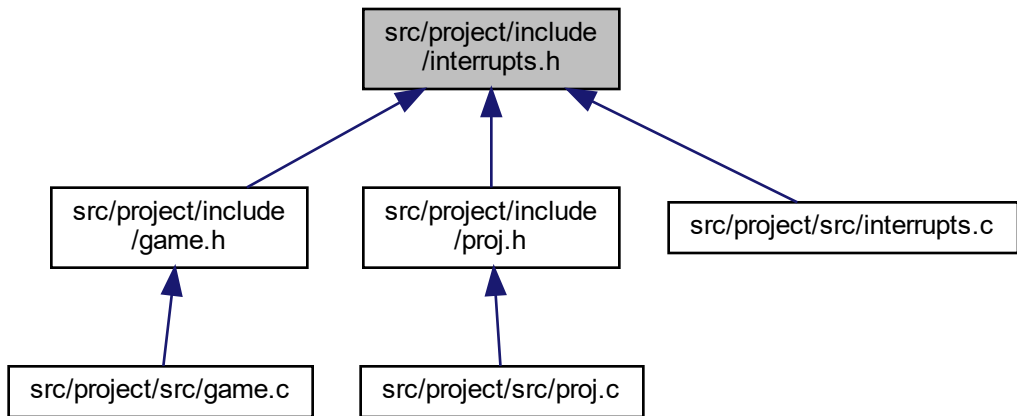 src/project/include
/interrupts.h
src/project/include
/game.h
src/project/include
/proj.h
src/project/src/interrupts.c
src/project/src/game.c
src/project/src/proj.c